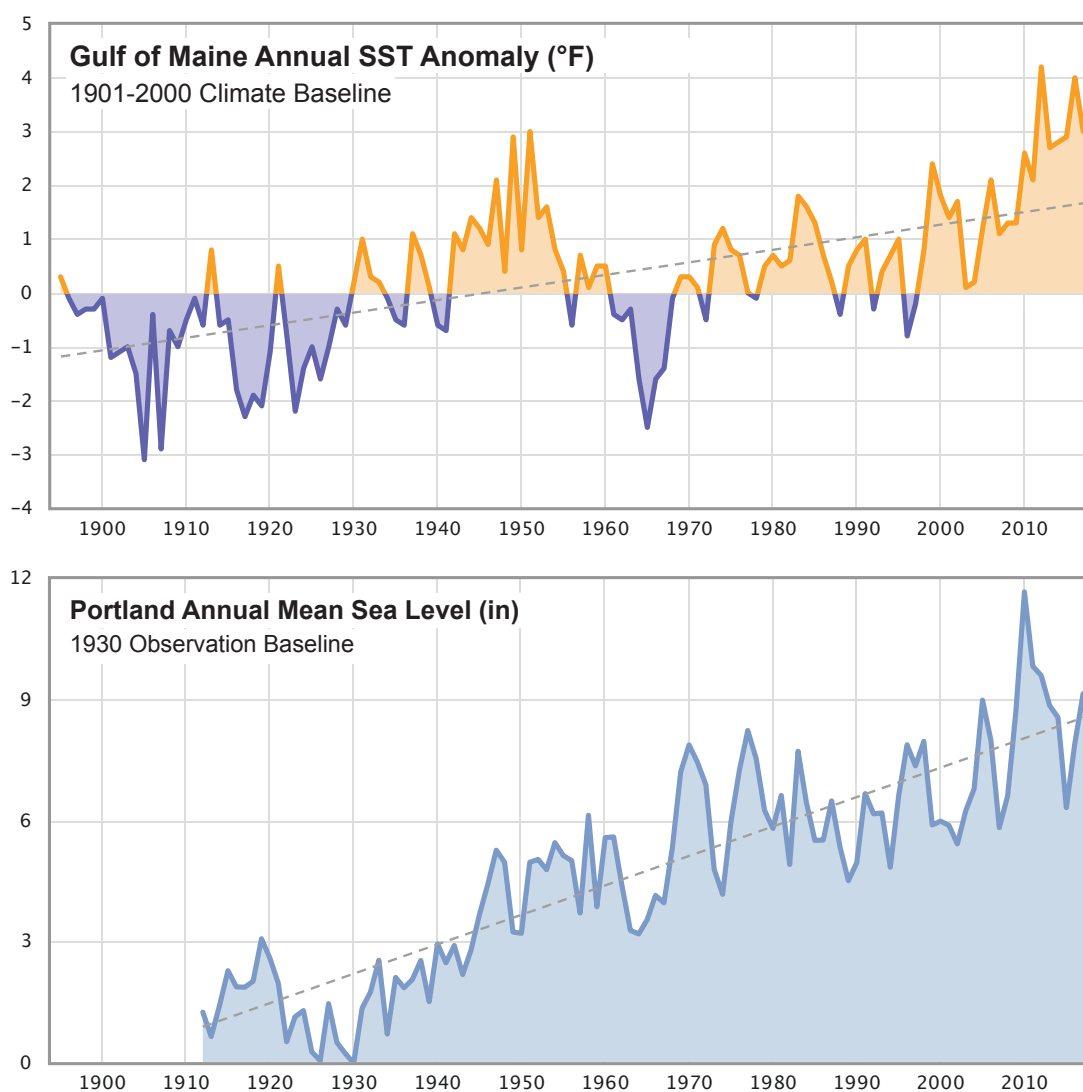 5
Gulf of Maine Annual SST Anomaly (°F)
4
1901-2000 Climate Baseline
3
2
1
0
−1
−2
−3
−4
1900 1910 1920 1930 1940 1950 1960 1970 1980 1990 2000 2010
12
Portland Annual Mean Sea Level (in)
1930 Observation Baseline
9
6
3
0
1900 1910 1920 1930 1940 1950 1960 1970 1980 1990 2000 2010